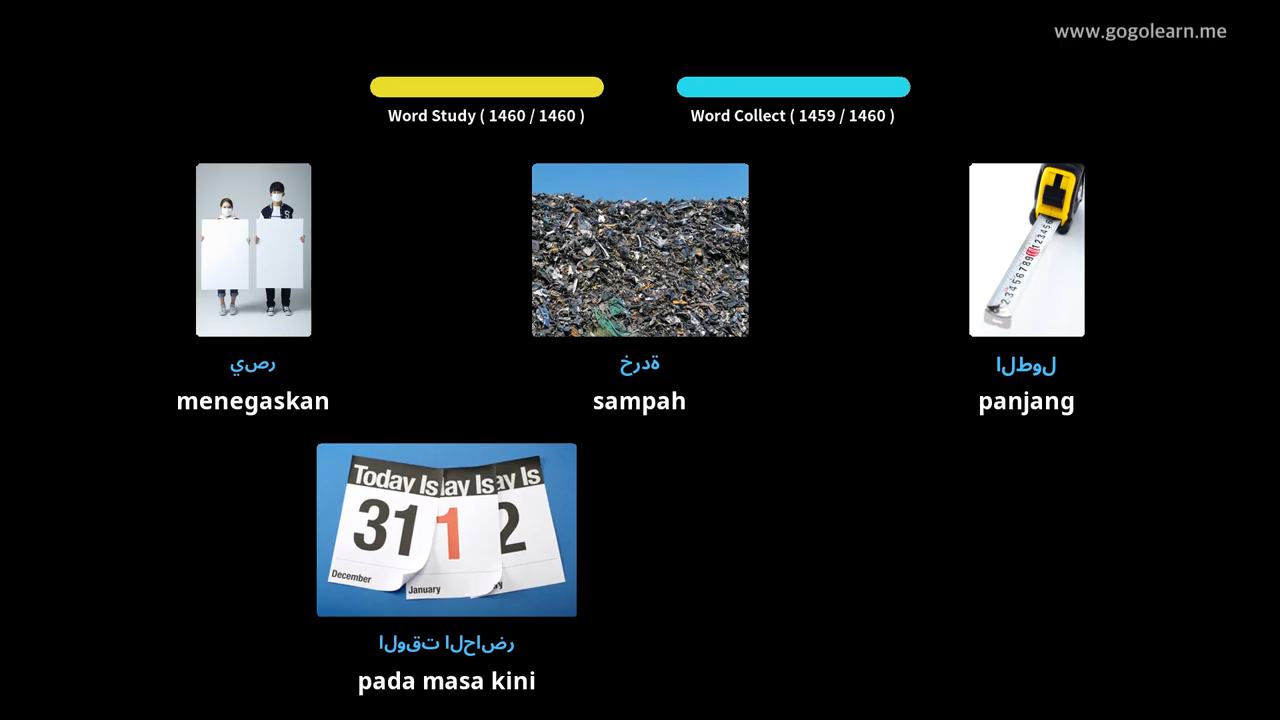 www.gogolearn.me
Word Study ( 1460 / 1460 )
Word Collect ( 1459 / 1460 )
يصر
menegaskan
خردة
sampah
الطول
panjang
Today Is
ay Is
ay Is
31
1
2
December
January
الوقت الحاضر
pada masa kini